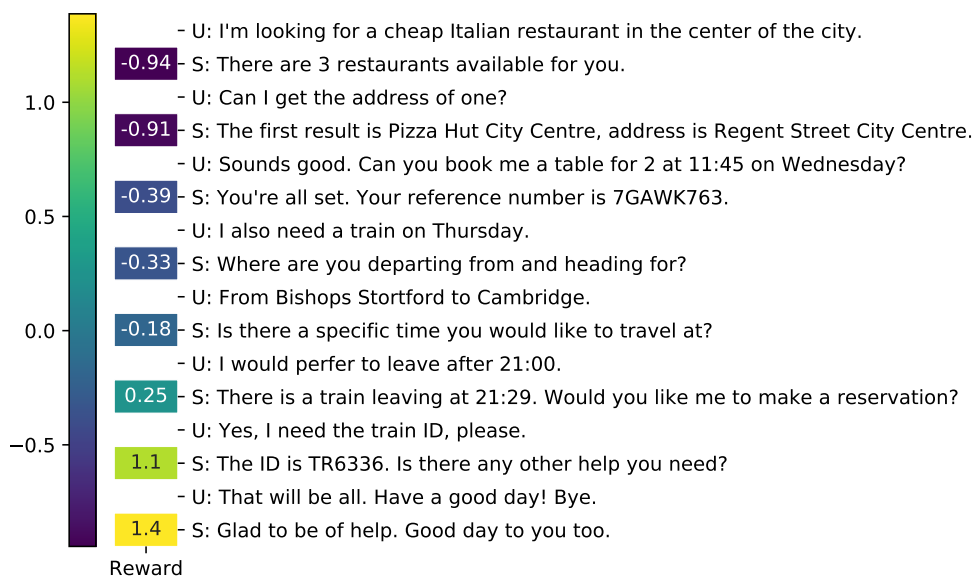 U: I'm looking for a cheap Italian restaurant in the center of the city.
-0.94 S: There are 3 restaurants available for you.
U: Can I get the address of one?
1.0
-0.91 S: The first result is Pizza Hut City Centre, address is Regent Street City Centre.
U: Sounds good. Can you book me a table for 2 at 11:45 on Wednesday?
-0.39 S: You're all set. Your reference number is 7GAWK763.
0.5
U: I also need a train on Thursday.
-0.33 S: Where are you departing from and heading for?
U: From Bishops Stortford to Cambridge.
0.0
-0.18 S: Is there a specific time you would like to travel at?
U: I would perfer to leave after 21:00.
0.25 S: There is a train leaving at 21:29. Would you like me to make a reservation?
U: Yes, I need the train ID, please.
−0.5
1.1 S: The ID is TR6336. Is there any other help you need?
U: That will be all. Have a good day! Bye.
1.4 S: Glad to be of help. Good day to you too.
Reward